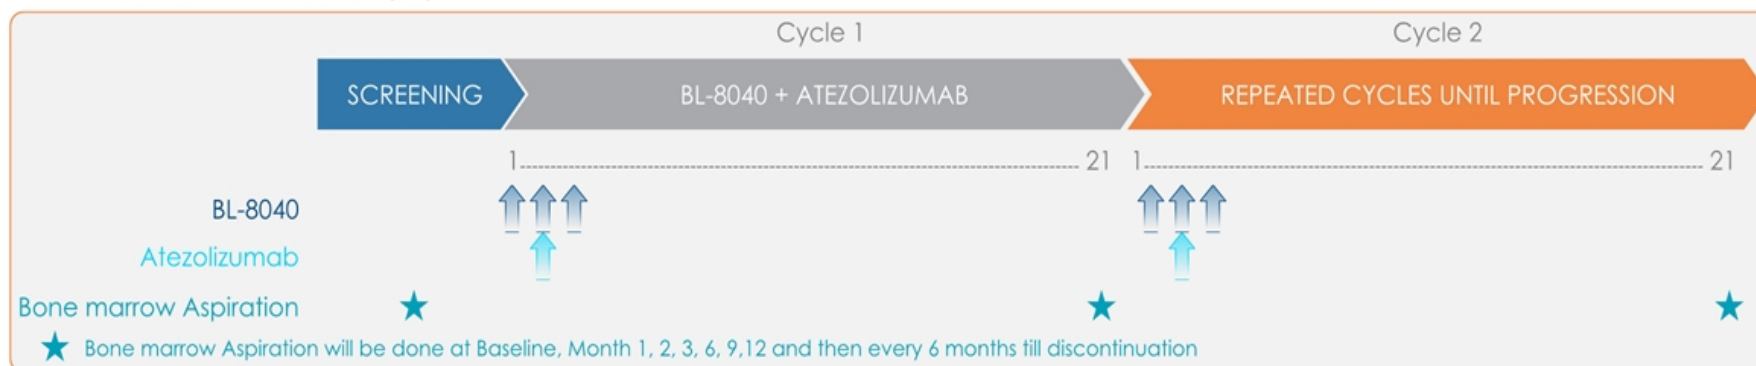 Cycle 1 Cycle 2
SCREENING BL-8040 + ATEZOLIZUMAB REPEATED CYCLES UNTIL PROGRESSION
1 21 1 21
BL-8040
Atezolizumab
Bone marrow Aspiration
Bone marrow Aspiration will be done at Baseline, Month 1, 2, 3, 6, 9,12 and then every 6 months till discontinuation